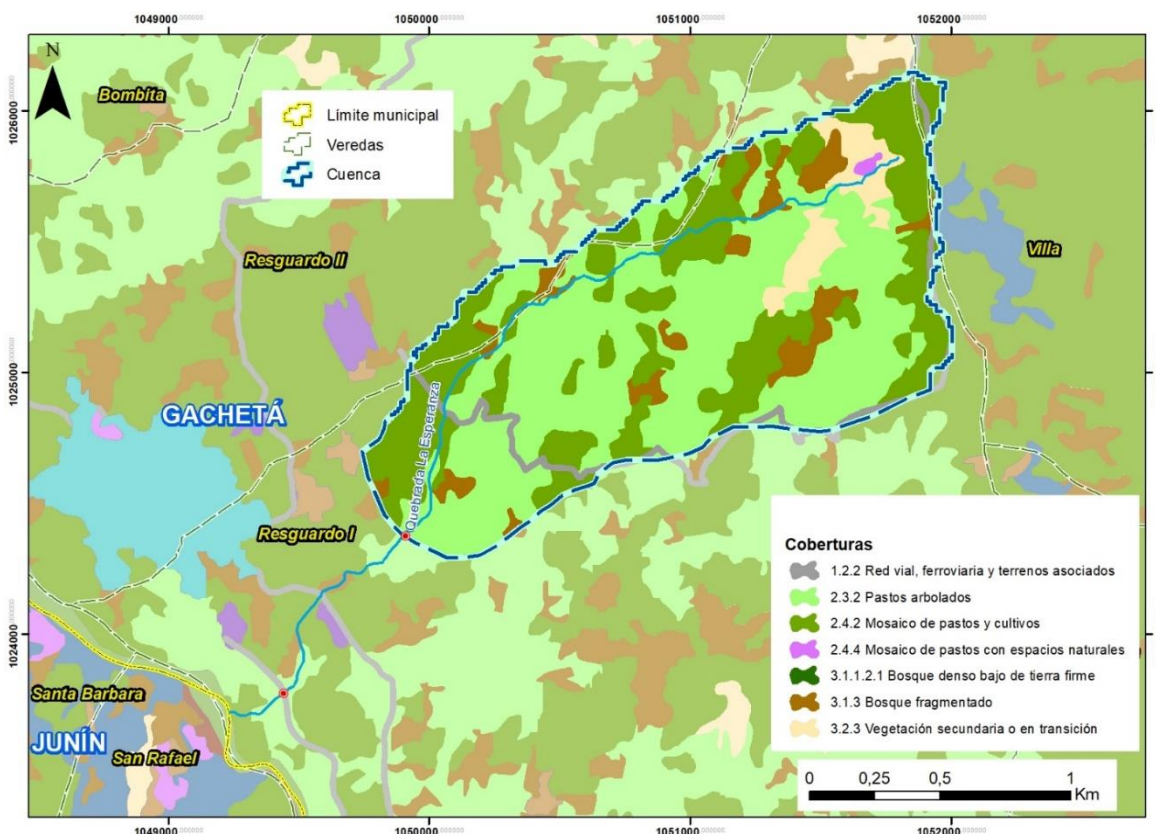 1049000
1050000
1051000
1052000
N
Bombita
Límite municipal
Veredas
Cuenca
1026000
1026000
Resguardo II
Villa
1025000
1025000
GACHETÁ
Quebrada La Esperanza
Resguardo I
Coberturas
1.2.2 Red vial, ferroviaria y terrenos asociados
2.3.2 Pastos arbolados
2.4.2 Mosaico de pastos y cultivos
2.4.4 Mosaico de pastos con espacios naturales
3.1.1.2.1 Bosque denso bajo de tierra firme
3.1.3 Bosque fragmentado
3.2.3 Vegetación secundaria o en transición
1024000
1024000
Santa Barbara
JUNÍN
San Rafael
0 0,25 0,5 1
Km
1049000
1050000
1051000
1052000